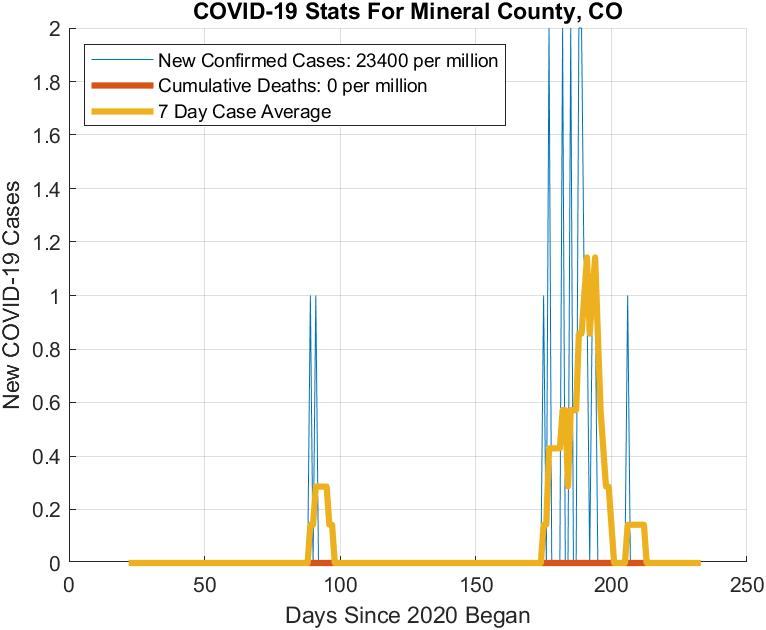 COVID-19 Stats For Mineral County, CO
New Confirmed Cases: 23400 per million
Cumulative Deaths: 0 per million
7 Day Case Average
New COVID-19 Cases
2
1.8
1.6
1.4
1.2
1
0.8
0.6
0.4
0.2
0
0 50 100 150 200 250
Days Since 2020 Began